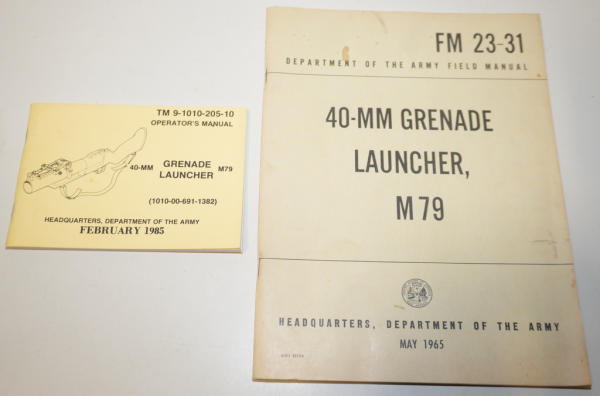 TM 9-1010-205-10
OPERATOR'S MANUAL
40-MM GRENADE LAUNCHER M79
(1010-00-691-1382)
HEADQUARTERS, DEPARTMENT OF THE ARMY
FEBRUARY 1985
FM 23-31
DEPARTMENT OF THE ARMY FIELD MANUAL
40-MM GRENADE
LAUNCHER,
M79
HEADQUARTERS, DEPARTMENT OF THE ARMY
MAY 1965